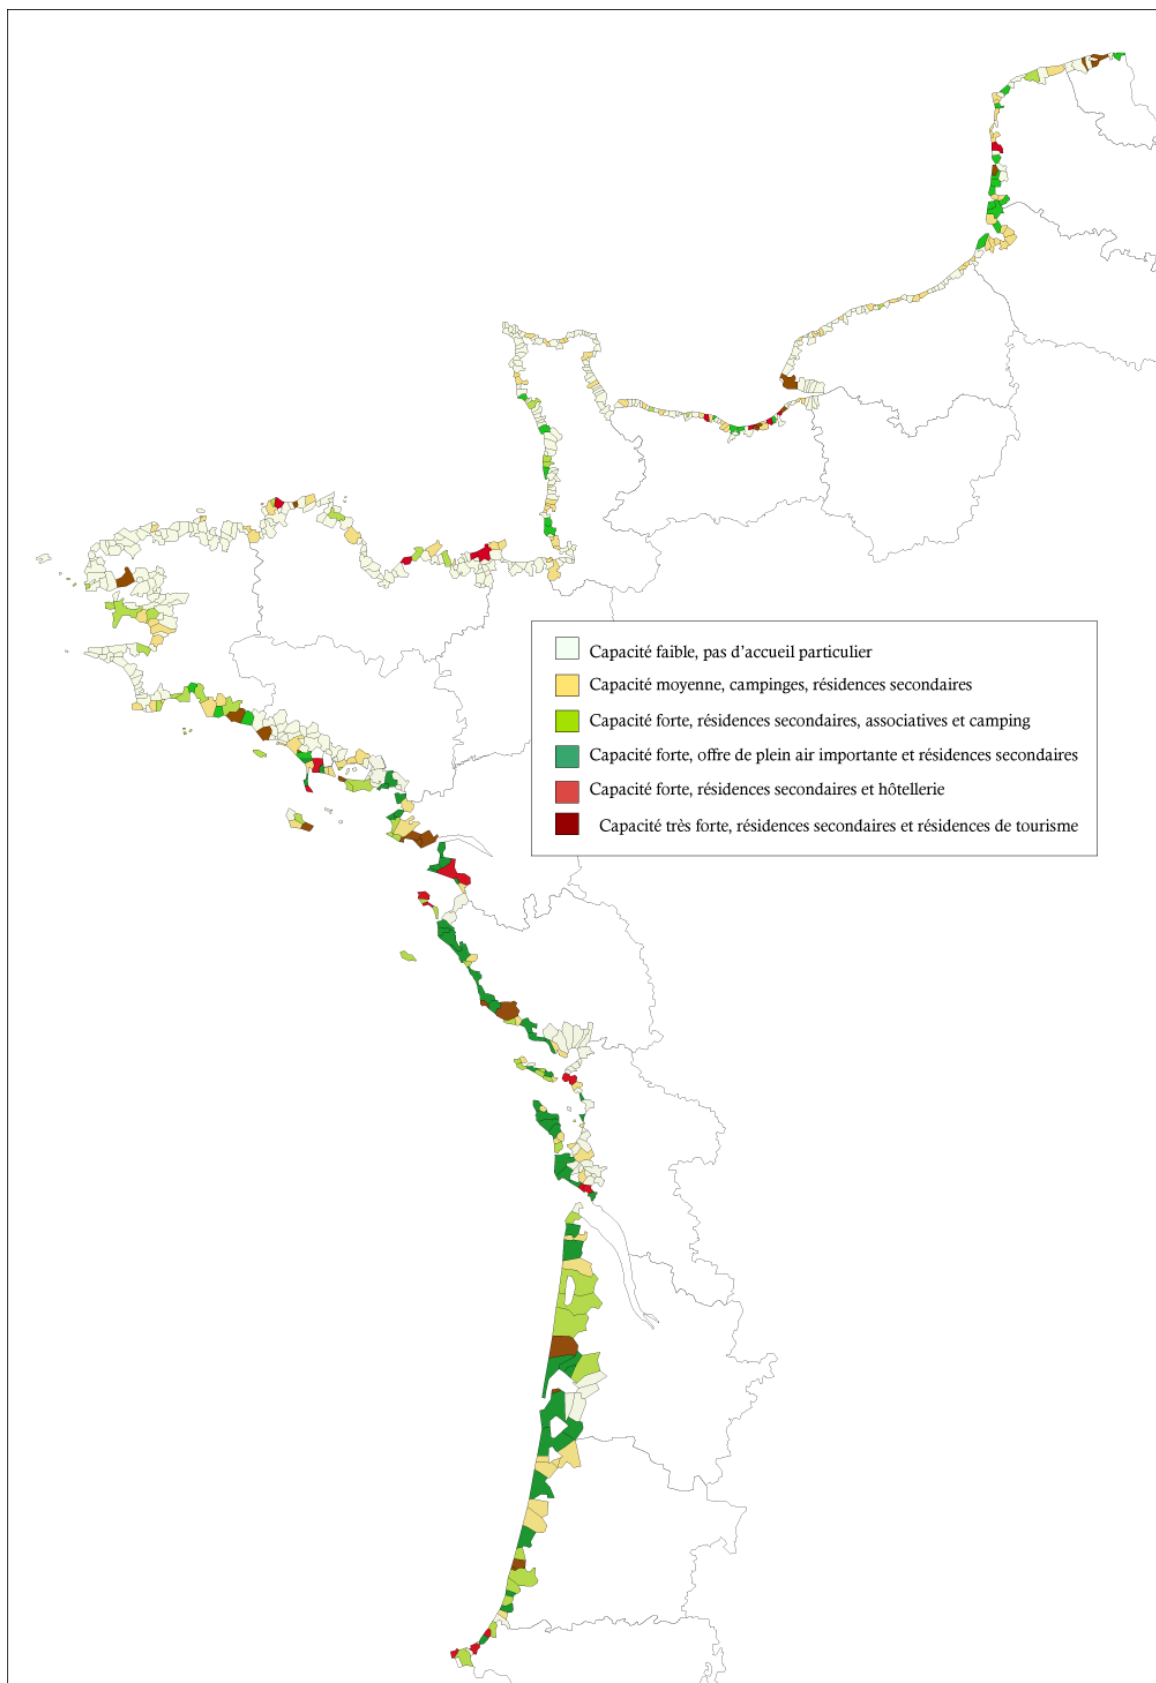 Capacité faible, pas d'accueil particulier
Capacité moyenne, campinges, résidences secondaires
Capacité forte, résidences secondaires, associatives et camping
Capacité forte, offre de plein air importante et résidences secondaires
Capacité forte, résidences secondaires et hôtellerie
Capacité très forte, résidences secondaires et résidences de tourisme